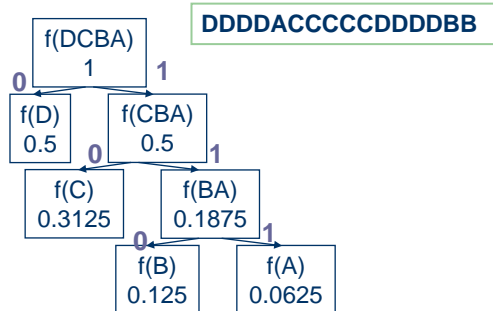 DDDDACCCCCDDDDBB
f(DCBA)
1
0
1
f(D)
0.5
f(CBA)
0.5
0
1
f(C)
0.3125
f(BA)
0.1875
0
1
f(B)
0.125
f(A)
0.0625